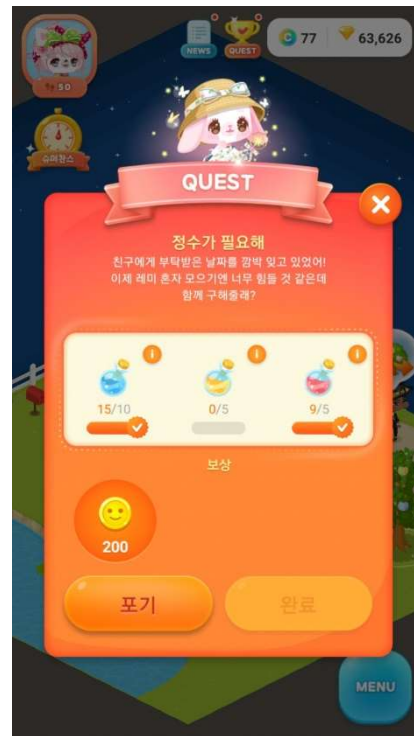 NEWS
QUEST
77
63,626
50
슈퍼찬스
QUEST
정수가 필요해
친구에게 부탁받은 날짜를 깜박 잊고 있었어!
이제 레미 혼자 모으기엔 너무 힘들 것 같은데
함께 구해줄래?
15/10
0/5
9/5
보상
200
포기
완료
MENU